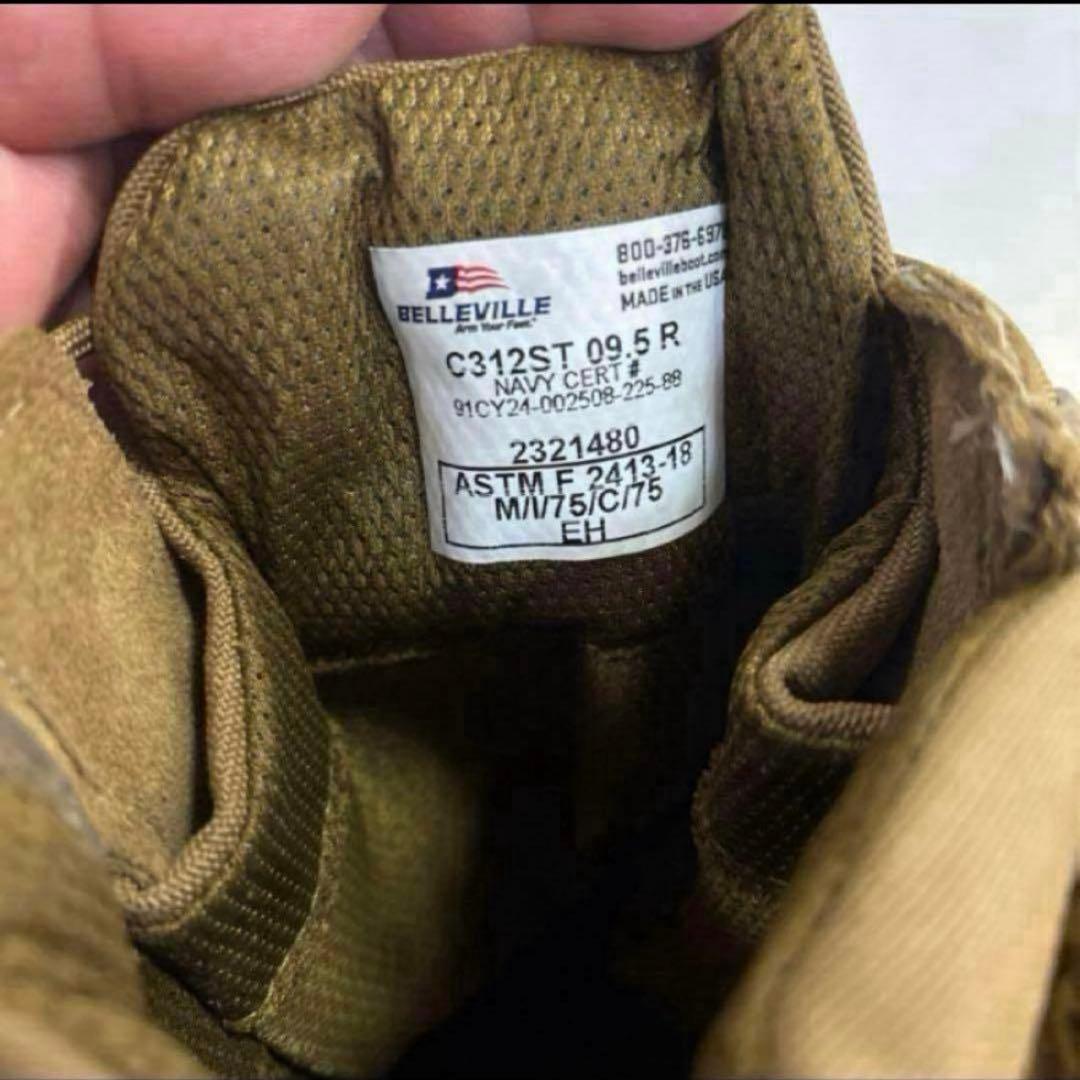 BELLEVILLE
Arm Your Feet.™
800-376-697
bellevilleboot.com
MADE IN THE USA
C312ST 09.5 R
NAVY CERT #
91CY24-002508-225-88
2321480
ASTM F 2413-18
M/I/75/C/75
EH